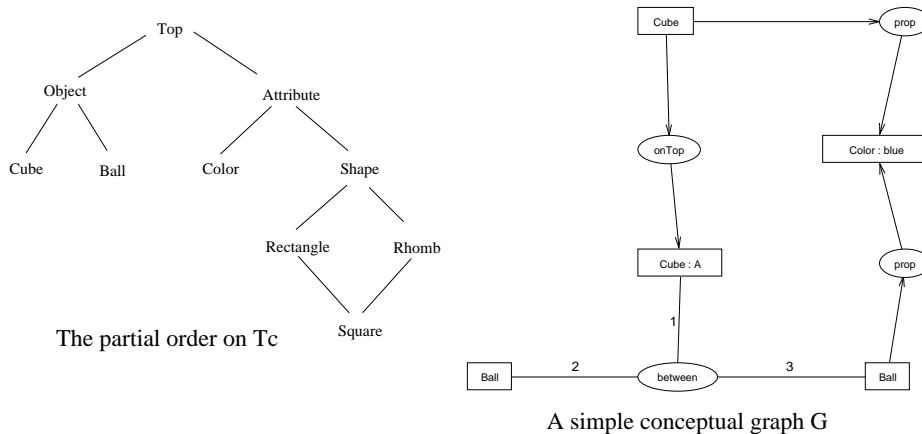 Top
Object
Attribute
Cube
Ball
Color
Shape
Rectangle
Rhomb
Square
The partial order on Tc
Cube
prop
onTop
Color : blue
Cube : A
prop
1
Ball
2
between
3
Ball
A simple conceptual graph G